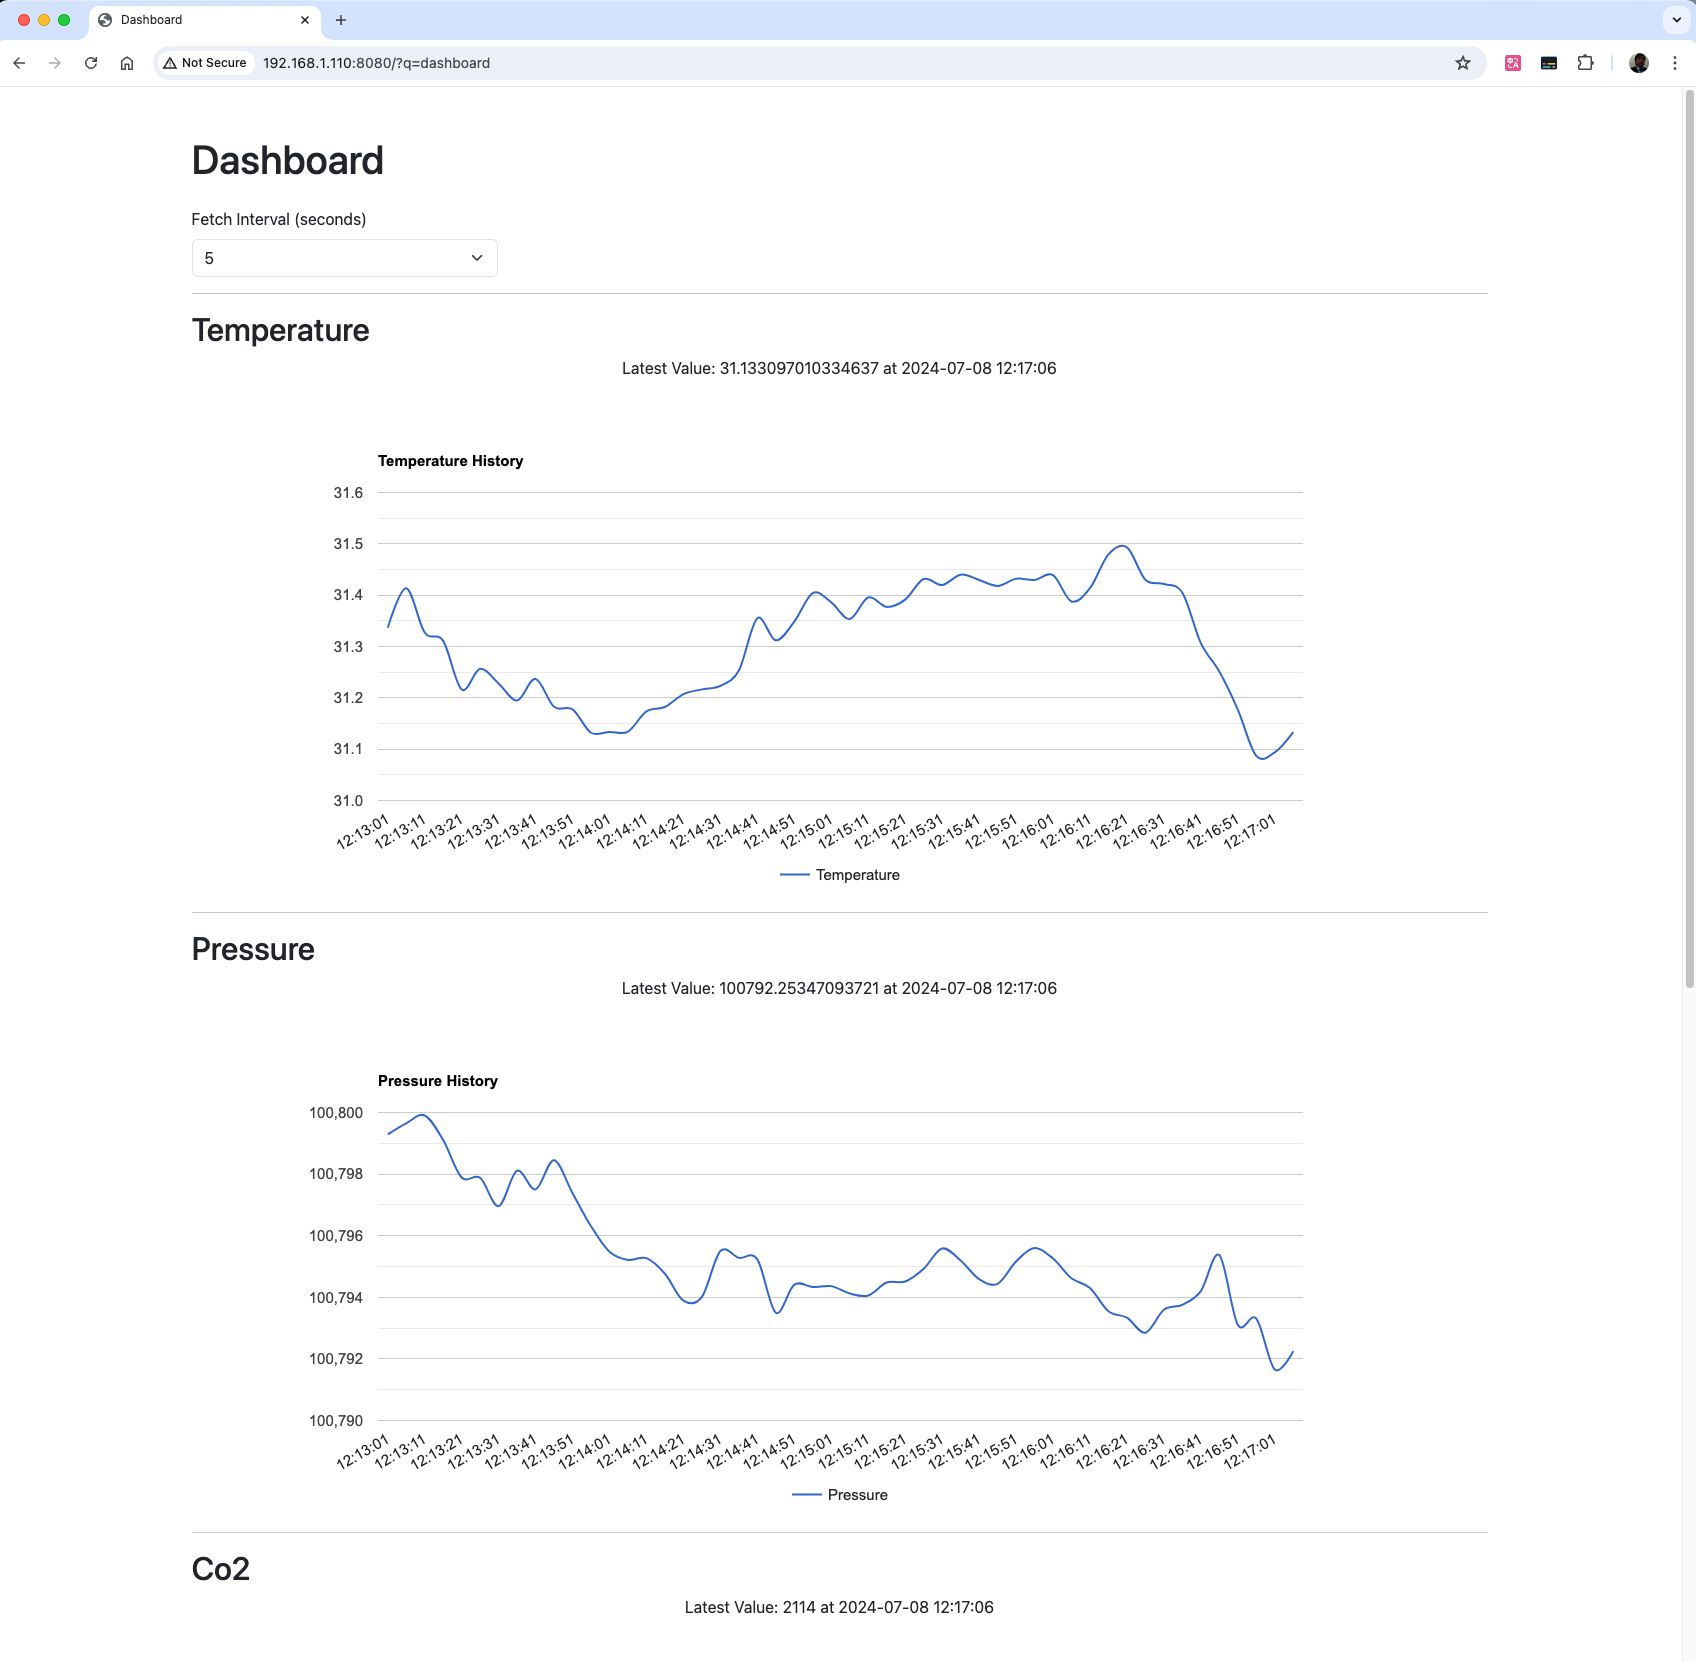 Dashboard
Not Secure 192.168.1.110:8080/?q=dashboard
Dashboard
Fetch Interval (seconds)
5
Temperature
Latest Value: 31.133097010334637 at 2024-07-08 12:17:06
Temperature History
31.6
31.5
31.4
31.3
31.2
31.1
31.0
12:13:01 12:13:11 12:13:21 12:13:31 12:13:41 12:13:51 12:14:01 12:14:11 12:14:21 12:14:31 12:14:41 12:14:51 12:15:01 12:15:11 12:15:21 12:15:31 12:15:41 12:15:51 12:16:01 12:16:11 12:16:21 12:16:31 12:16:41 12:16:51 12:17:01
Temperature
Pressure
Latest Value: 100792.25347093721 at 2024-07-08 12:17:06
Pressure History
100,800
100,798
100,796
100,794
100,792
100,790
12:13:01 12:13:11 12:13:21 12:13:31 12:13:41 12:13:51 12:14:01 12:14:11 12:14:21 12:14:31 12:14:41 12:14:51 12:15:01 12:15:11 12:15:21 12:15:31 12:15:41 12:15:51 12:16:01 12:16:11 12:16:21 12:16:31 12:16:41 12:16:51 12:17:01
Pressure
Co2
Latest Value: 2114 at 2024-07-08 12:17:06